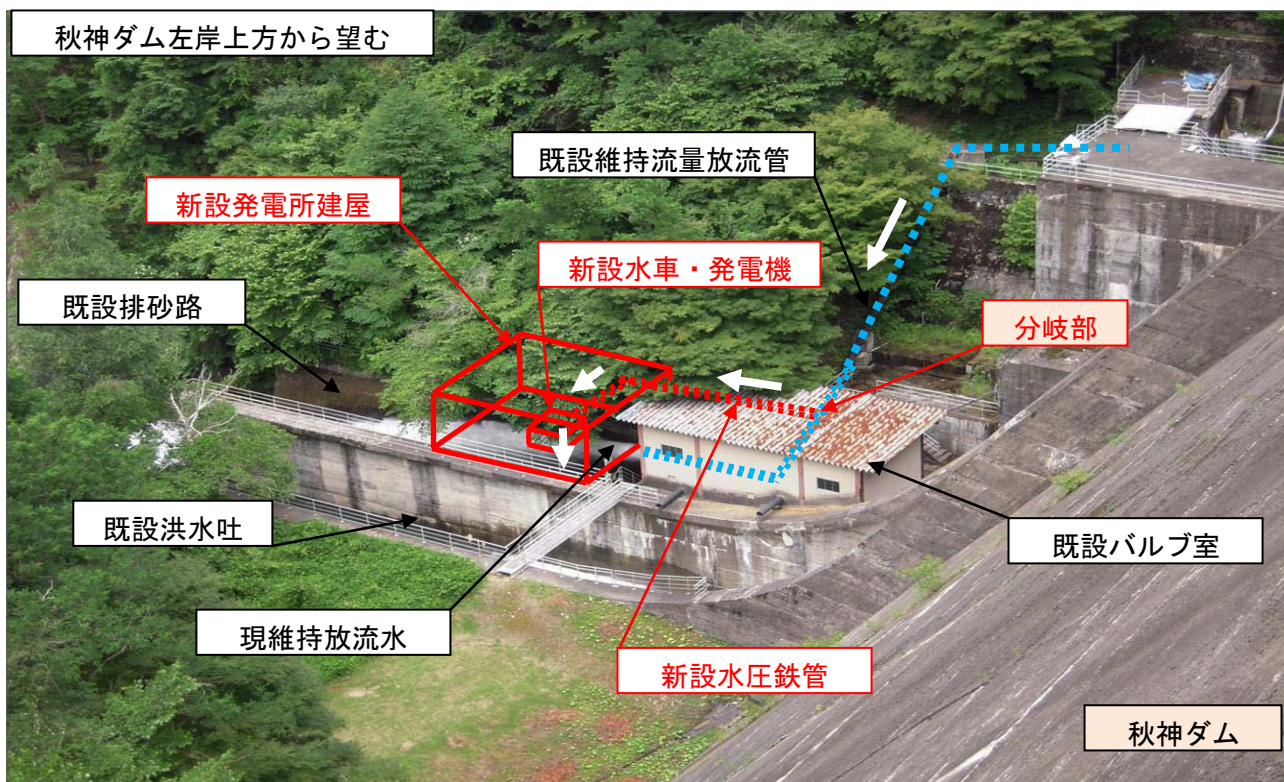 秋神ダム左岸上方から望む
既設維持流量放流管
新設発電所建屋
新設水車・発電機
既設排砂路
分岐部
既設洪水吐
既設バルブ室
現維持放流水
新設水圧鉄管
秋神ダム